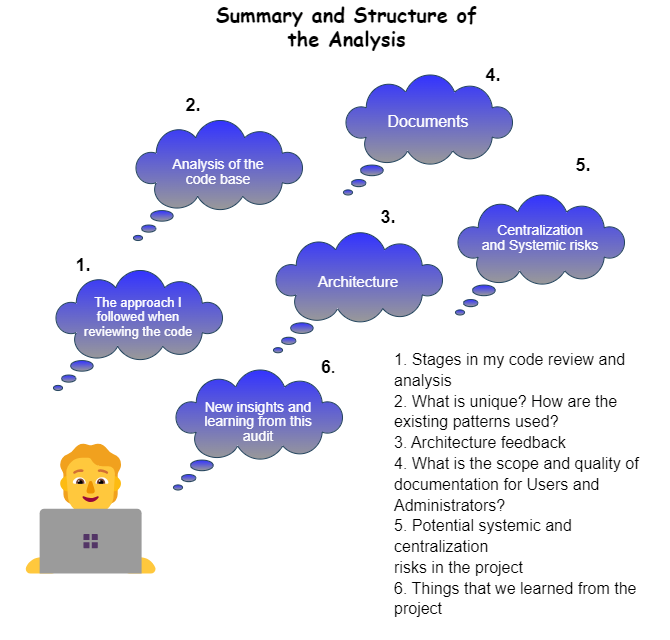 Summary and Structure of
the Analysis
4.
2.
Documents
Analysis of the
code base
5.
3.
Centralization
and Systemic risks
1.
Architecture
The approach I
followed when
reviewing the code
6.
New insights and
learning from this
audit
1. Stages in my code review and
analysis
2. What is unique? How are the
existing patterns used?
3. Architecture feedback
4. What is the scope and quality of
documentation for Users and
Administrators?
5. Potential systemic and
centralization
risks in the project
6. Things that we learned from the
project